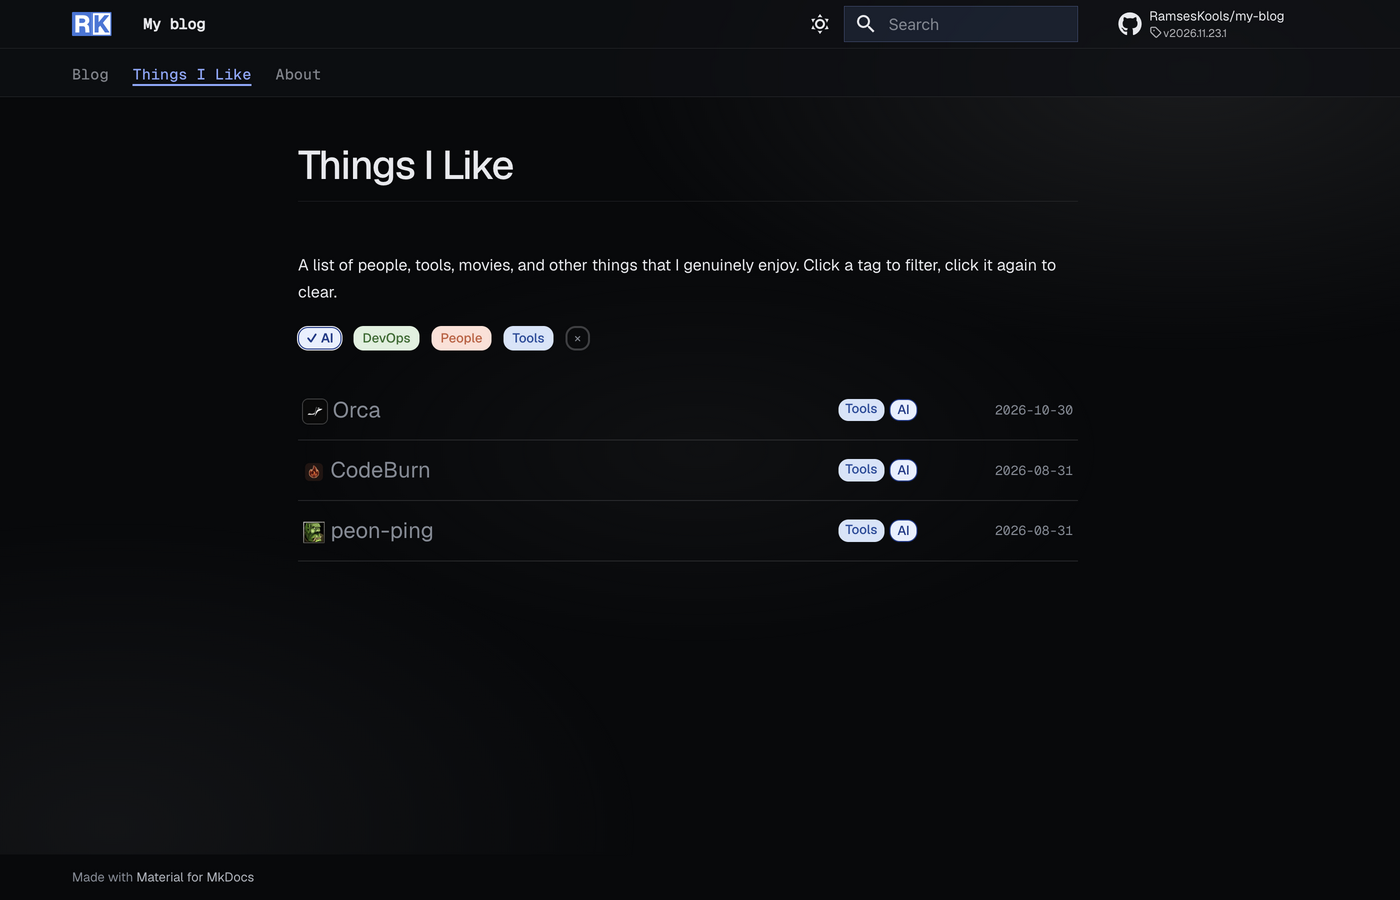 RK
My blog
Search
RamsesKools/my-blog
v2026.11.23.1
Blog
Things I Like
About
Things I Like
A list of people, tools, movies, and other things that I genuinely enjoy. Click a tag to filter, click it again to
clear.
✓ AI
DevOps
People
Tools
×
Orca
Tools
AI
2026-10-30
CodeBurn
Tools
AI
2026-08-31
peon-ping
Tools
AI
2026-08-31
Made with Material for MkDocs